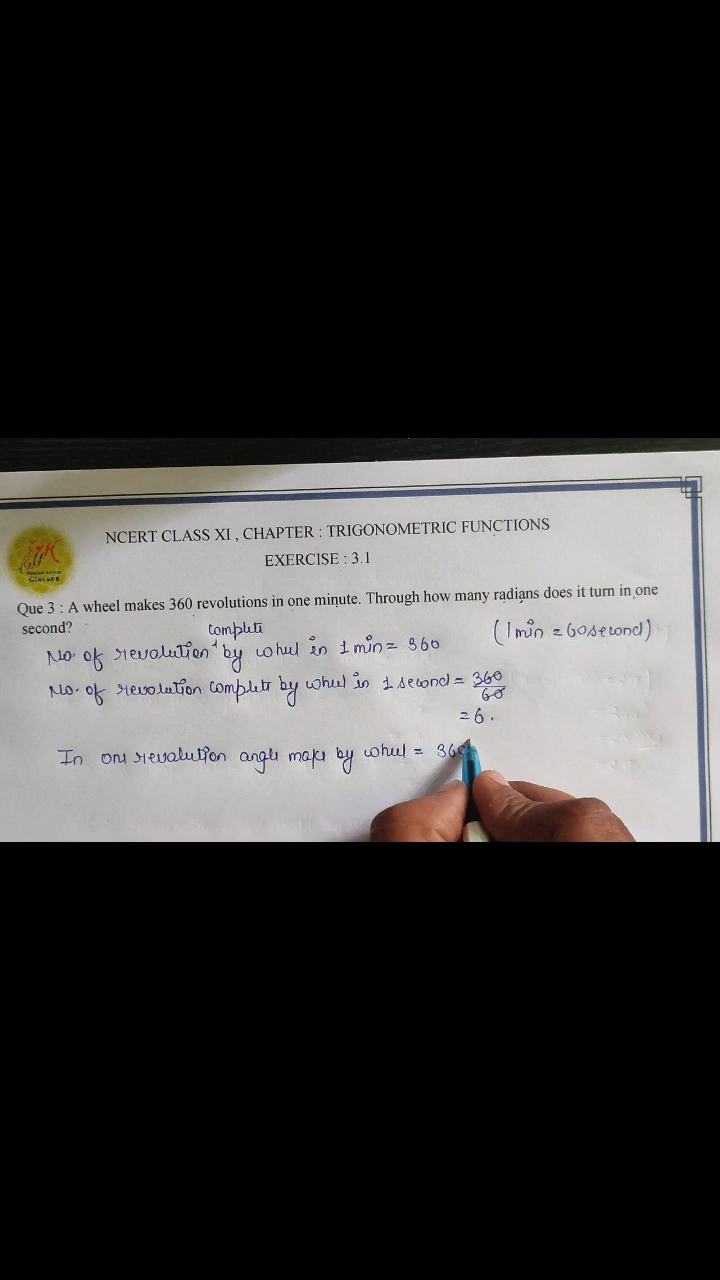 NCERT CLASS XI , CHAPTER : TRIGONOMETRIC FUNCTIONS
EXERCISE : 3.1
Classes
Que 3 : A wheel makes 360 revolutions in one minute. Through how many radians does it turn in one
second?
complete
No. of revolution by wheel in 1 min = 360 (1 min = 60 second)
No. of revolution complete by wheel in 1 second = 360/60
= 6.
In one revolution angle make by wheel = 360